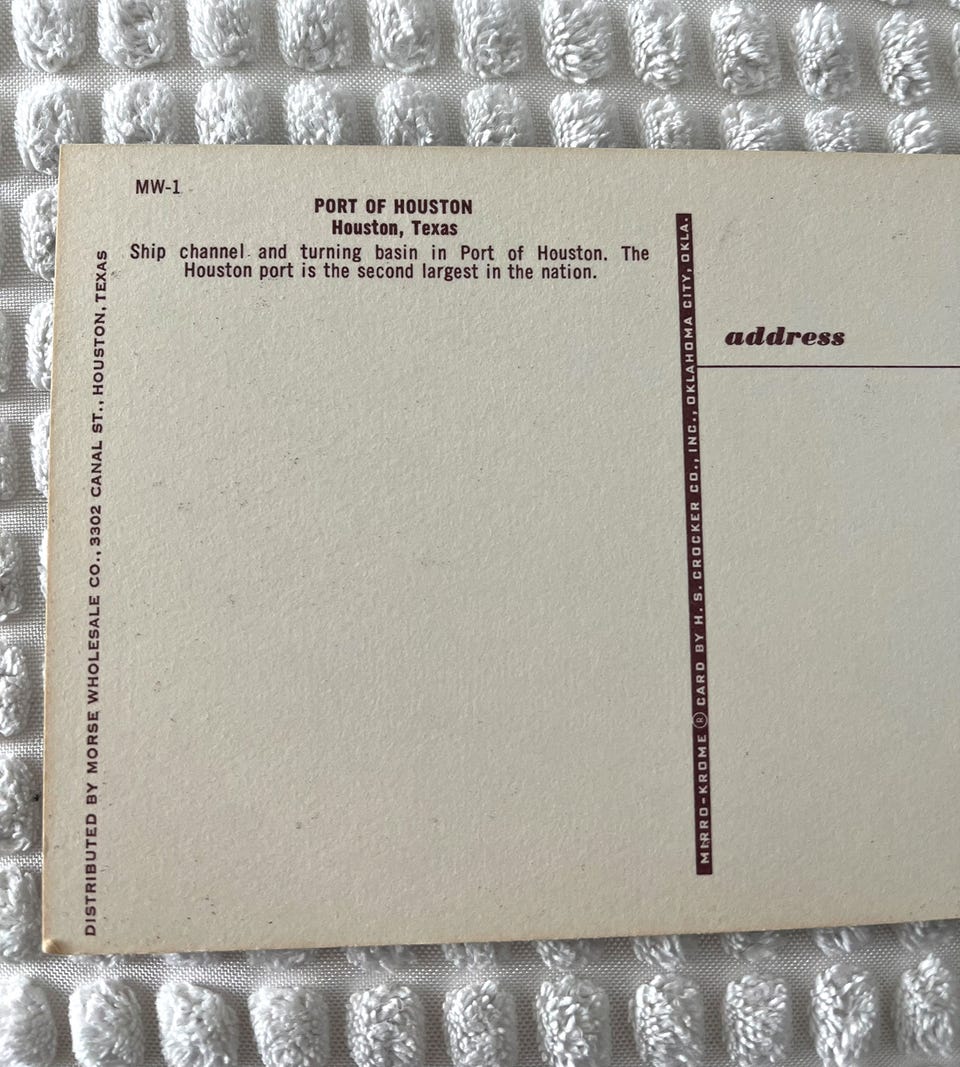 MW-1
PORT OF HOUSTON
Houston, Texas
Ship channel and turning basin in Port of Houston. The
Houston port is the second largest in the nation.
DISTRIBUTED BY MORSE WHOLESALE CO., 3302 CANAL ST., HOUSTON, TEXAS
MIRRO-KROME ® CARD BY H. S. CROCKER CO., INC., OKLAHOMA CITY, OKLA.
address